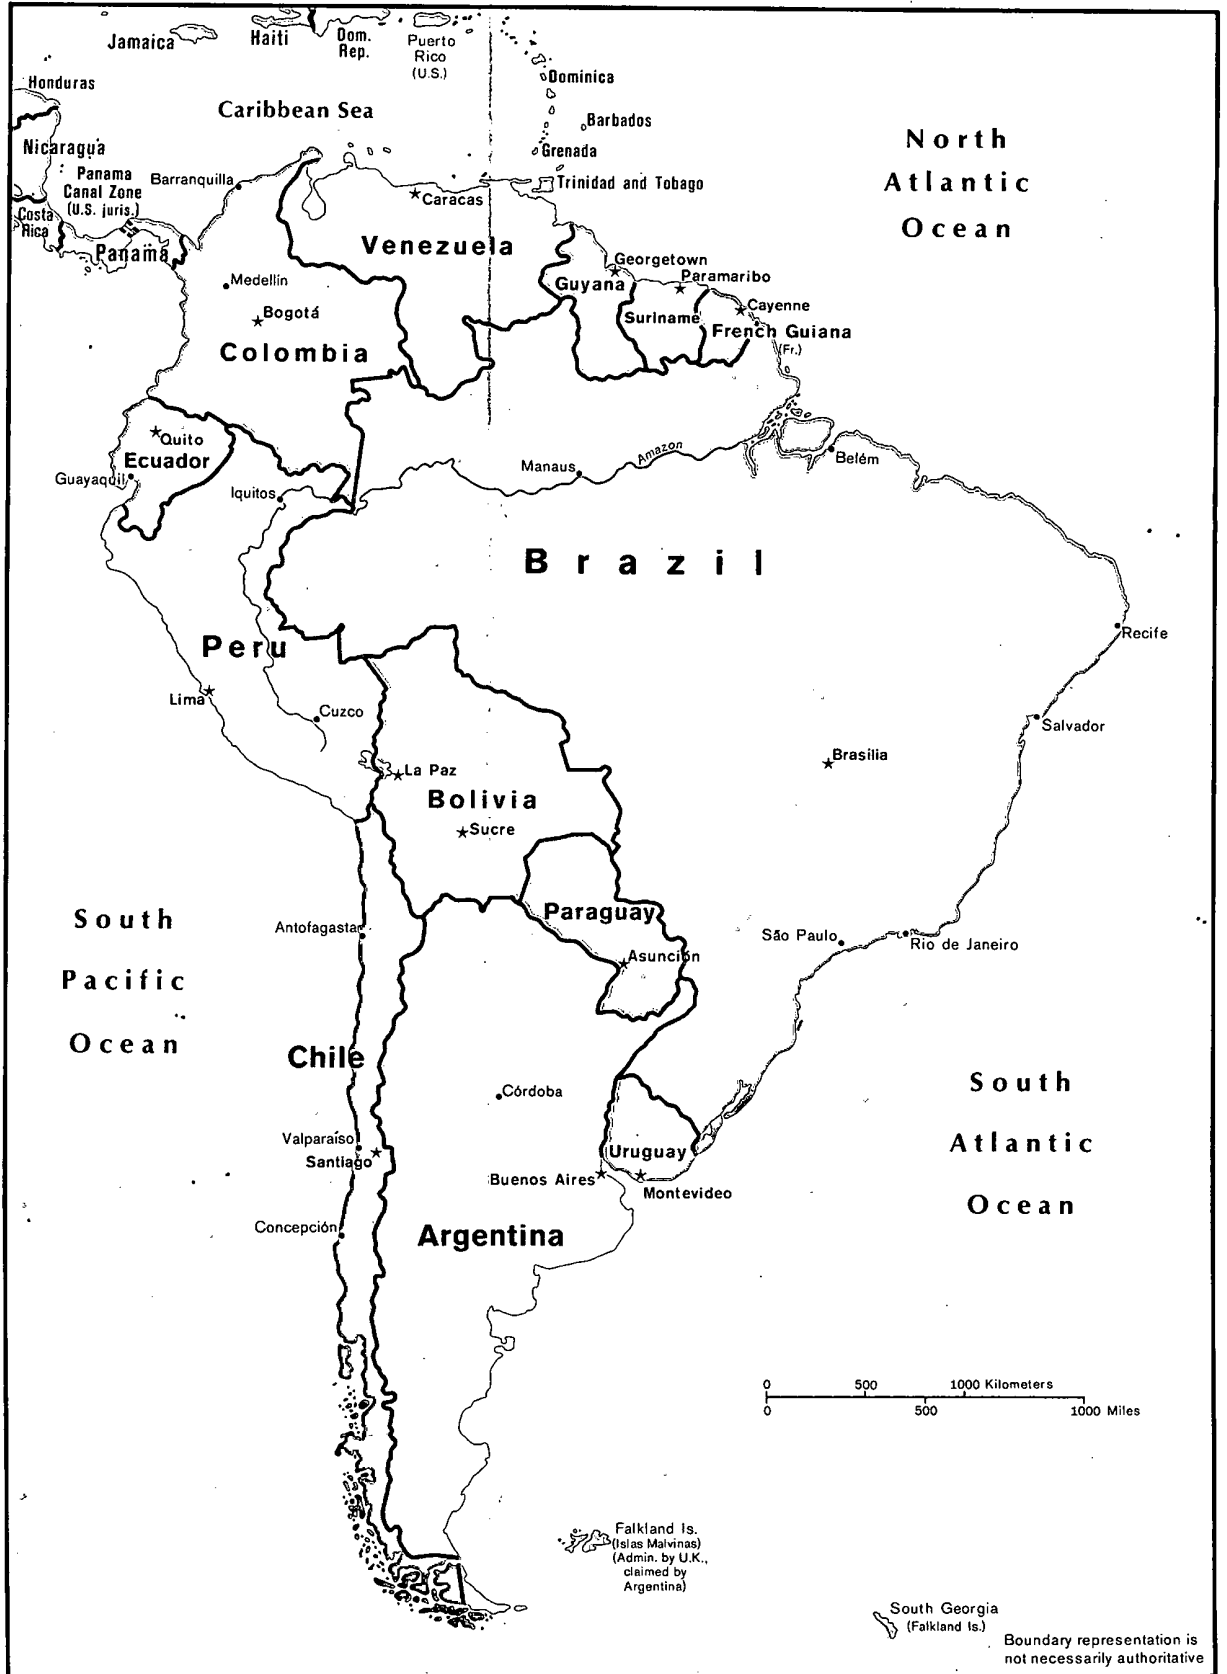 Jamaica
Haiti
Dom.
Rep.
Puerto
Rico
(U.S.)
Dominica
Honduras
Caribbean Sea
Barbados
North
Atlantic
Ocean
Nicaragua
Grenada
Panama
Canal Zone
(U.S. juris.)
Barranquilla
Trinidad and Tobago
Caracas
Costa
Rica
Panama
Venezuela
Georgetown
Guyana
Paramaribo
Medellín
Bogotá
Suriname
Cayenne
French Guiana
(Fr.)
Colombia
Quito
Ecuador
Guayaquil
Iquitos
Manaus
Amazon
Belém
Brazil
Peru
Recife
Lima
Cuzco
Salvador
La Paz
Brasília
Bolivia
Sucre
South
Pacific
Ocean
Paraguay
Antofagasta
Asunción
São Paulo
Rio de Janeiro
Chile
Córdoba
South
Atlantic
Ocean
Valparaíso
Santiago
Uruguay
Buenos Aires
Montevideo
Concepción
Argentina
0 500 1000 Kilometers
0 500 1000 Miles
Falkland Is.
(Islas Malvinas)
(Admin. by U.K.,
claimed by
Argentina)
South Georgia
(Falkland Is.)
Boundary representation is
not necessarily authoritative